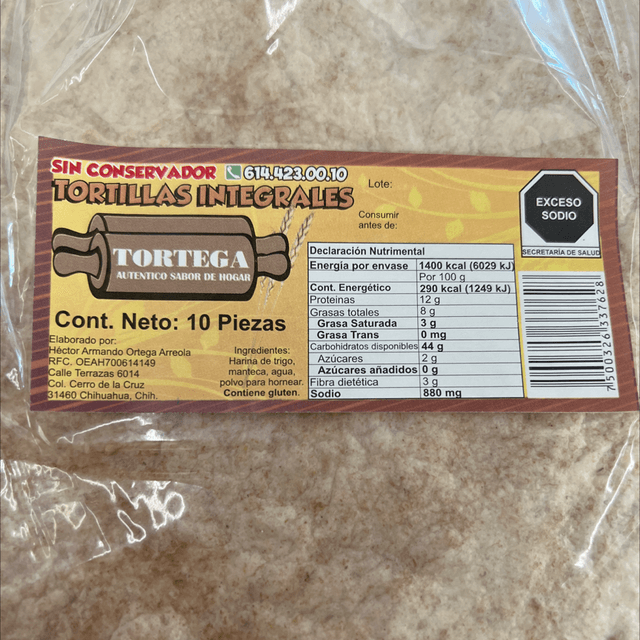 SIN CONSERVADOR 614.423.00.10
TORTILLAS INTEGRALES
TORTEGA
AUTENTICO SABOR DE HOGAR
Cont. Neto: 10 Piezas
Elaborado por:
Héctor Armando Ortega Arreola
RFC. OEAH700614149
Calle Terrazas 6014
Col. Cerro de la Cruz
31460 Chihuahua, Chih.
Ingredientes:
Harina de trigo,
manteca, agua,
polvo para hornear.
Contiene gluten.
Lote:
Consumir
antes de:
Declaración Nutrimental
Energia por envase 1400 kcal (6029 kJ)
Por 100 g
Cont. Energético 290 kcal (1249 kJ)
Proteinas 12 g
Grasas totales 8 g
Grasa Saturada 3 g
Grasa Trans 0 mg
Carbohidratos disponibles 44 g
Azúcares 2 g
Azúcares añadidos 0 g
Fibra dietética 3 g
Sodio 880 mg
EXCESO
SODIO
SECRETARÍA DE SALUD
7500326337628